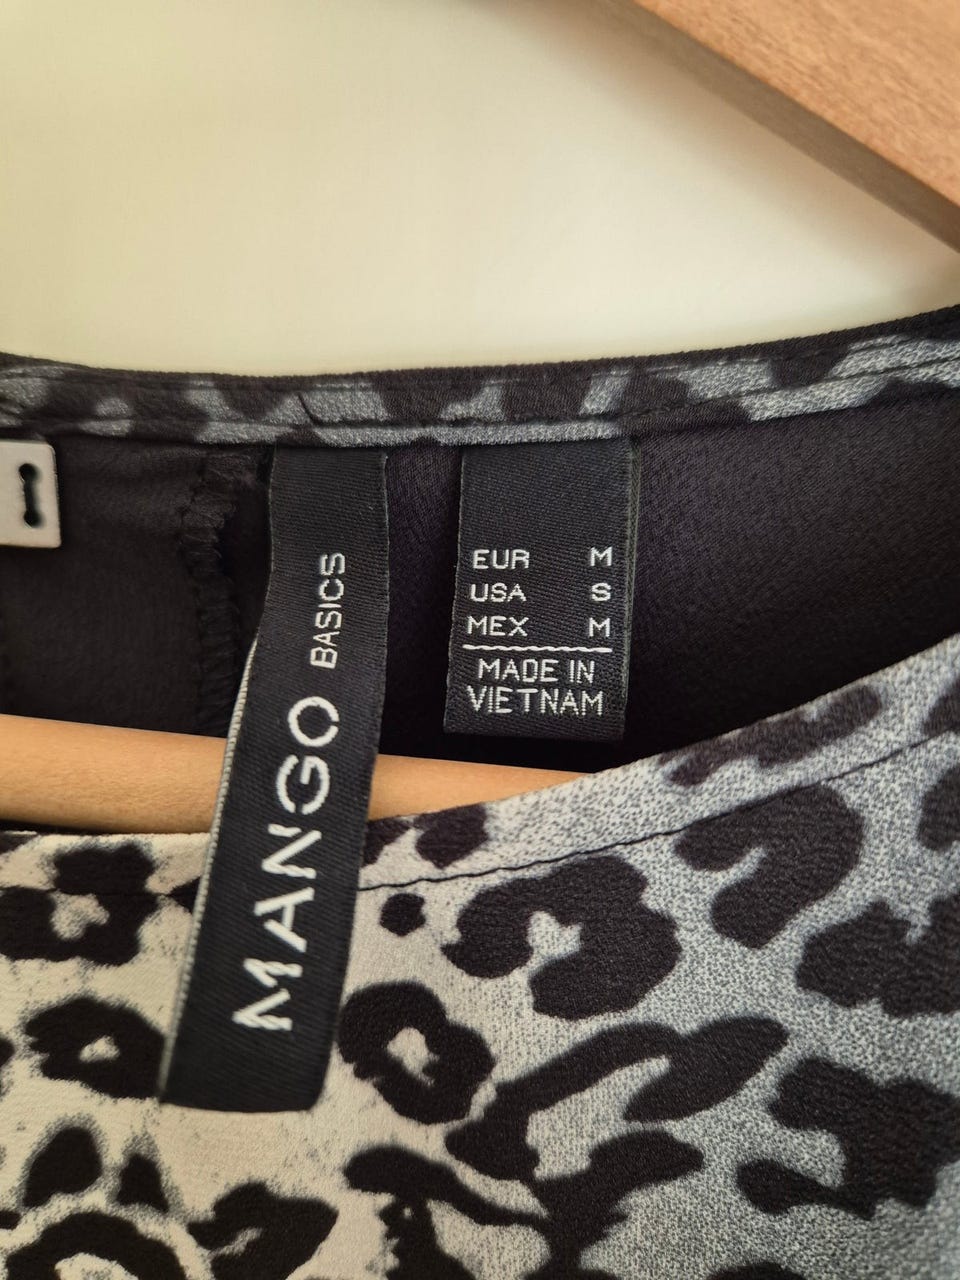 MANGO BASICS
EUR M
USA S
MEX M
MADE IN
VIETNAM